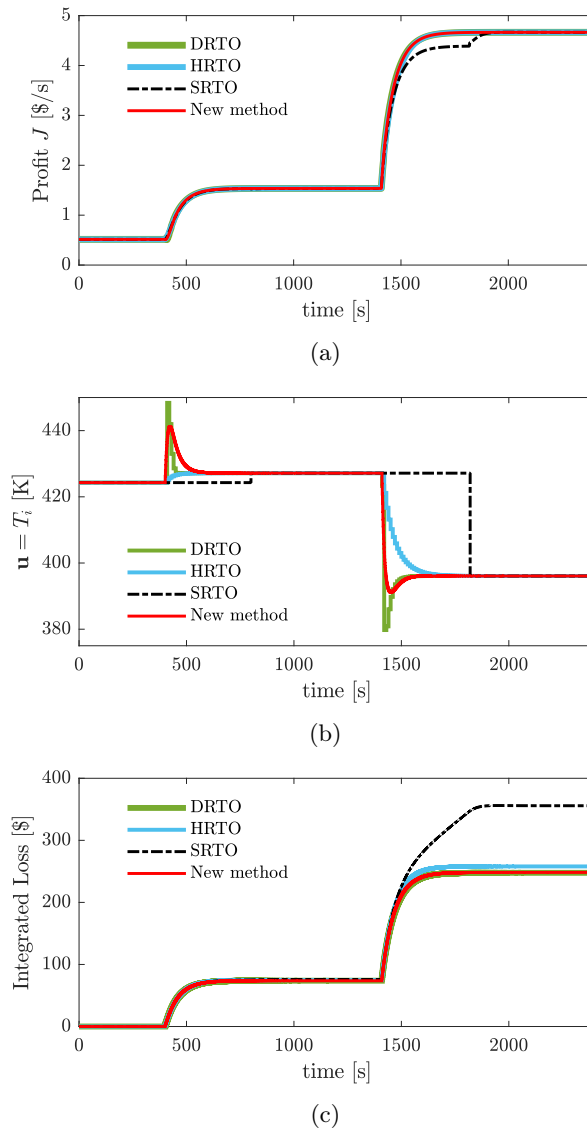 5
4
3
2
1
0
Profit J [$/s]
DRTO
HRTO
SRTO
New method
0 500 1000 1500 2000
time [s]
(a)
440
420
400
380
u = T_i [K]
DRTO
HRTO
SRTO
New method
0 500 1000 1500 2000
time [s]
(b)
400
300
200
100
0
Integrated Loss [$]
DRTO
HRTO
SRTO
New method
0 500 1000 1500 2000
time [s]
(c)